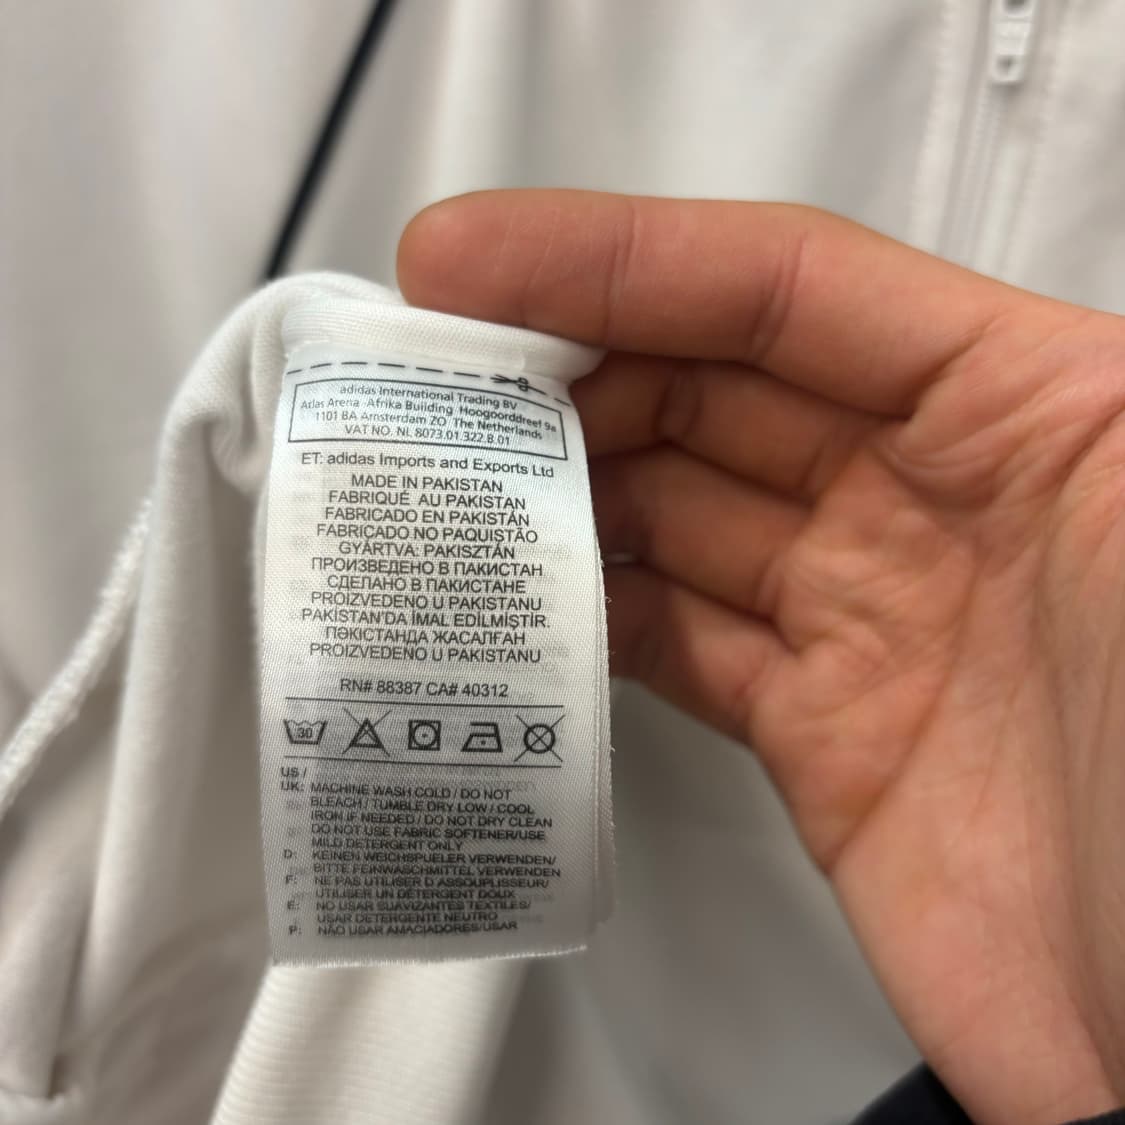 adidas International Trading BV
Atlas Arena Afrika Building Hoogoorddreef 9a
1101 BA Amsterdam ZO The Netherlands
VAT NO. NL 8073.01.322.B.01
ET: adidas Imports and Exports Ltd
MADE IN PAKISTAN
FABRIQUÉ AU PAKISTAN
FABRICADO EN PAKISTÁN
FABRICADO NO PAQUISTÃO
GYÁRTVA: PAKISZTÁN
ПРОИЗВЕДЕНО В ПАКИСТАН
СДЕЛАНО В ПАКИСТАНЕ
PROIZVEDENO U PAKISTANU
PAKİSTAN'DA İMAL EDİLMİŞTİR.
ПӘКІСТАНДА ЖАСАЛҒАН
PROIZVEDENO U PAKISTANU
RN# 88387 CA# 40312
30
US /
UK: MACHINE WASH COLD / DO NOT
BLEACH / TUMBLE DRY LOW / COOL
IRON IF NEEDED / DO NOT DRY CLEAN
DO NOT USE FABRIC SOFTENER/USE
MILD DETERGENT ONLY
D: KEINEN WEICHSPUELER VERWENDEN/
BITTE FEINWASCHMITTEL VERWENDEN
F: NE PAS UTILISER D'ASSOUPLISSEUR/
UTILISER UN DÉTERGENT DOUX
E: NO USAR SUAVIZANTES TEXTILES/
USAR DETERGENTE NEUTRO
P: NÃO USAR AMACIADORES/USAR